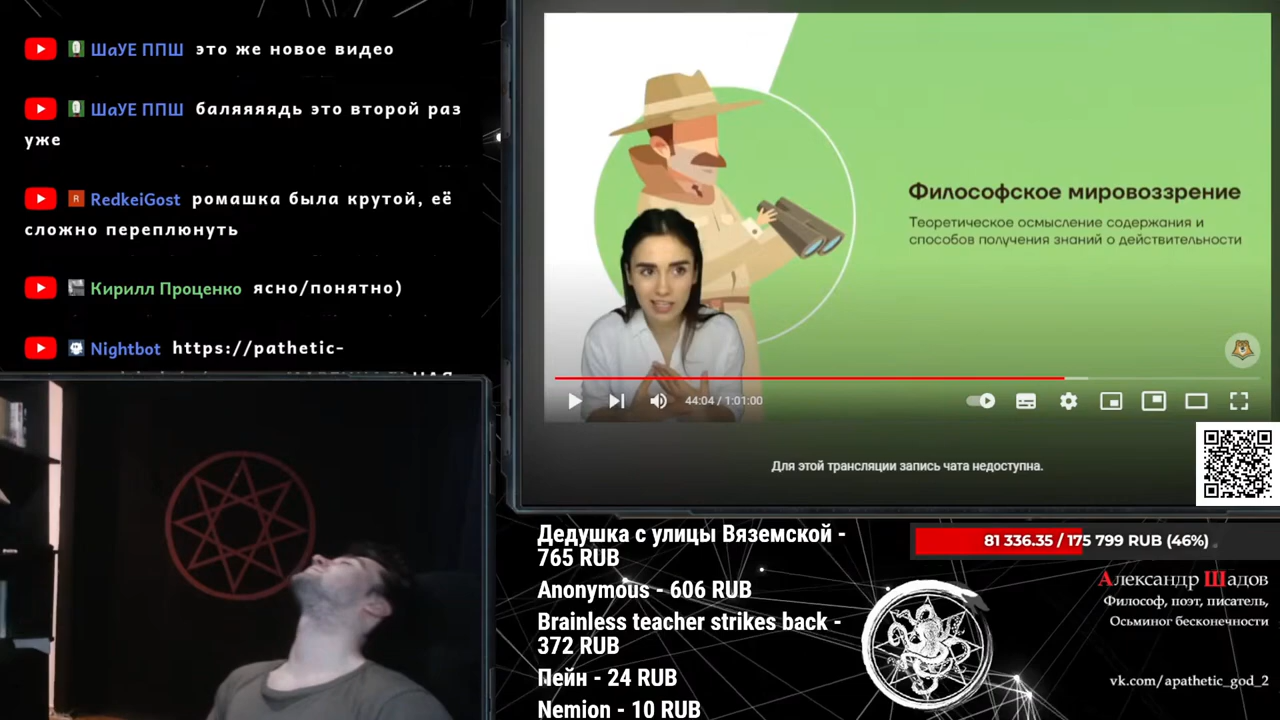 ШаУЕ ППШ это же новое видео
ШаУЕ ППШ баляяяядь это второй раз
уже
RedkeiGost ромашка была крутой, её
сложно переплюнуть
Кирилл Проценко ясно/понятно)
Nightbot https://pathetic-
Философское мировоззрение
Теоретическое осмысление содержания и
способов получения знаний о действительности
44:04 / 1:01:00
Для этой трансляции запись чата недоступна.
Дедушка с улицы Вяземской -
765 RUB
Anonymous - 606 RUB
Brainless teacher strikes back -
372 RUB
Пейн - 24 RUB
Nemion - 10 RUB
81 336.35 / 175 799 RUB (46%)
Александр Шадов
Философ, поэт, писатель,
Осьминог бесконечности
vk.com/apathetic_god_2